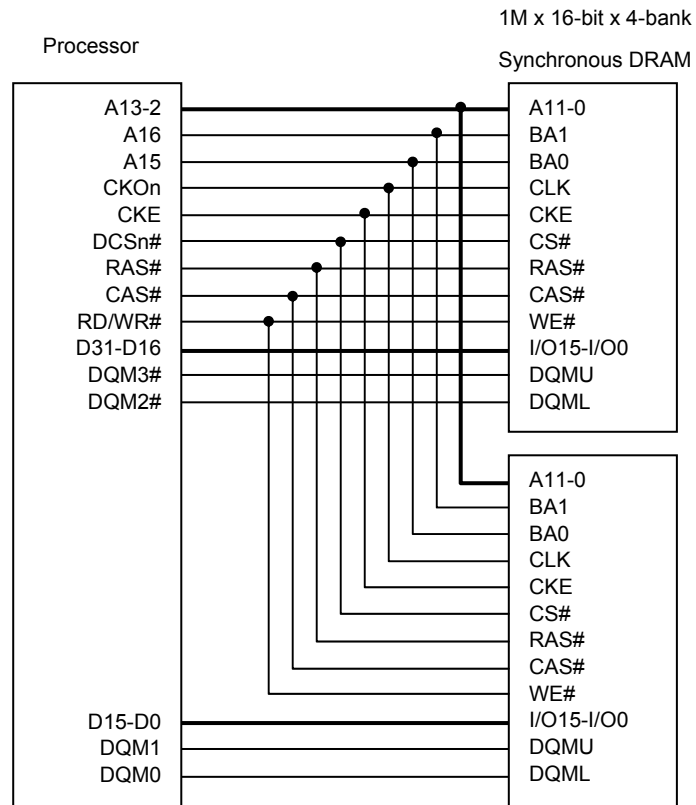 1M x 16-bit x 4-bank
Processor
Synchronous DRAM
A13-2
A11-0
A16
BA1
A15
BA0
CKOn
CLK
CKE
CKE
DCSn#
CS#
RAS#
RAS#
CAS#
CAS#
RD/WR#
WE#
D31-D16
I/O15-I/O0
DQM3#
DQMU
DQM2#
DQML
A11-0
BA1
BA0
CLK
CKE
CS#
RAS#
CAS#
WE#
D15-D0
I/O15-I/O0
DQM1
DQMU
DQM0
DQML